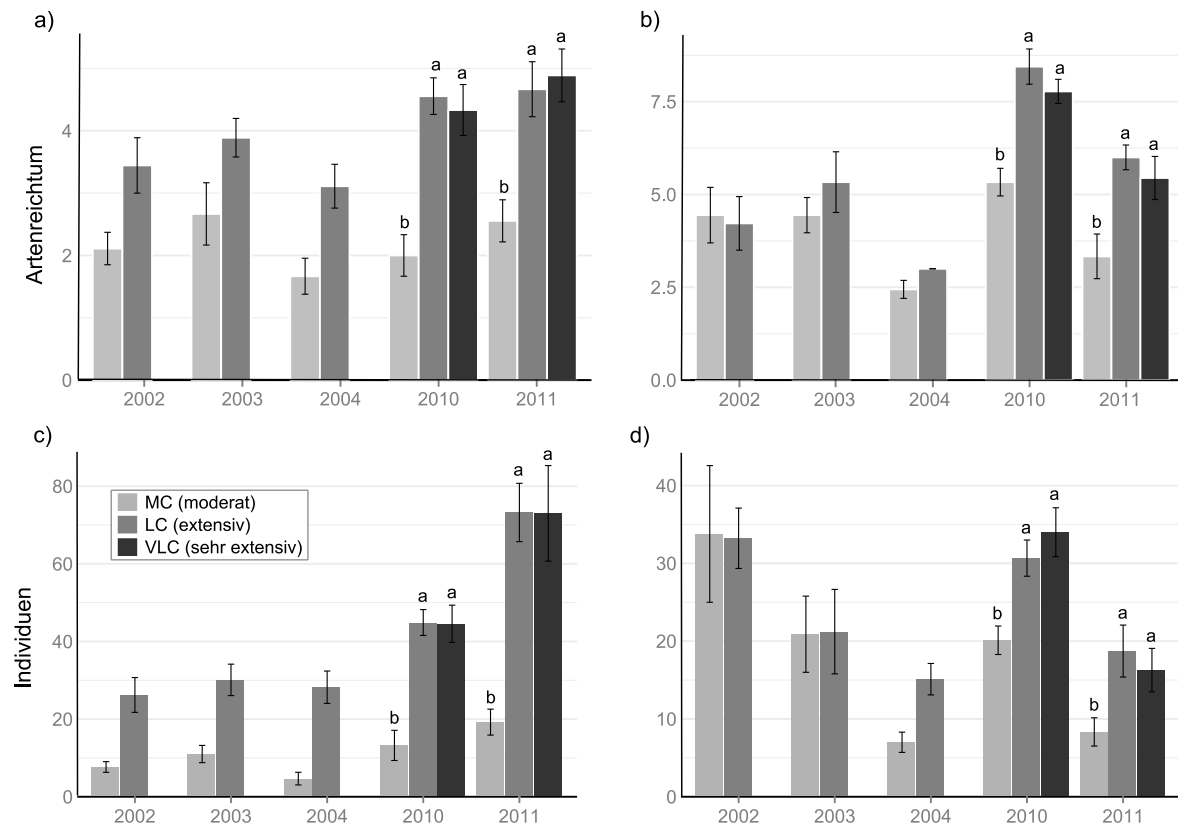 a)
Artenreichtum
4
2
0
b a a b a a
2002 2003 2004 2010 2011
b)
7.5
5.0
2.5
0.0
b a a b a a
2002 2003 2004 2010 2011
c)
Individuen
80
60
40
20
0
MC (moderat)
LC (extensiv)
VLC (sehr extensiv)
b a a b a a
2002 2003 2004 2010 2011
d)
40
30
20
10
0
b a a b a a
2002 2003 2004 2010 2011